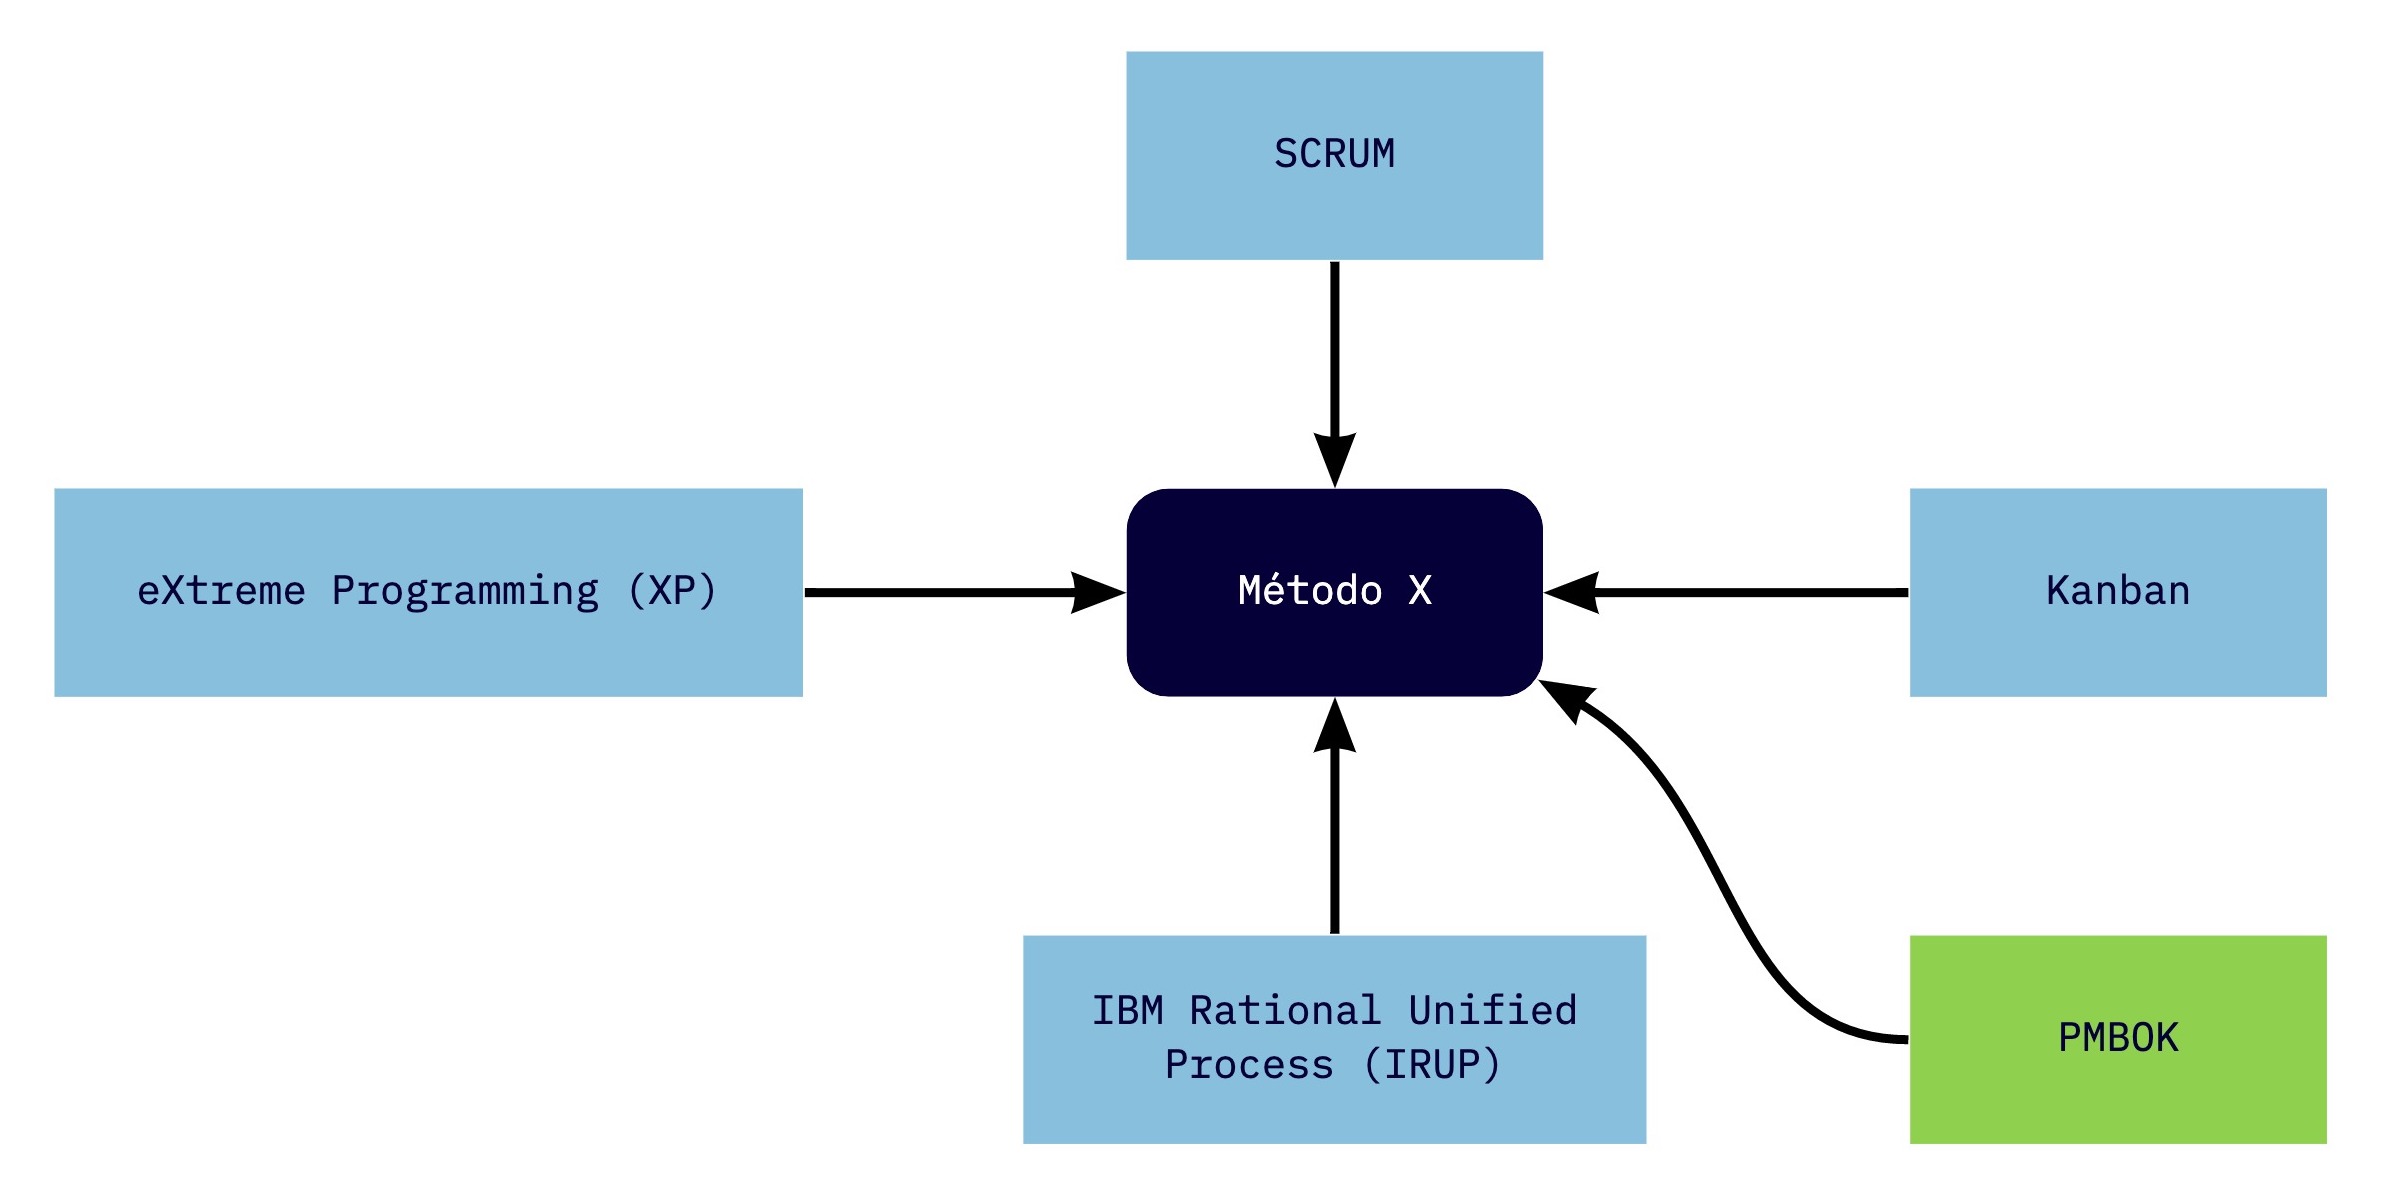 SCRUM
eXtreme Programming (XP)
Método X
Kanban
IBM Rational Unified
Process (IRUP)
PMBOK